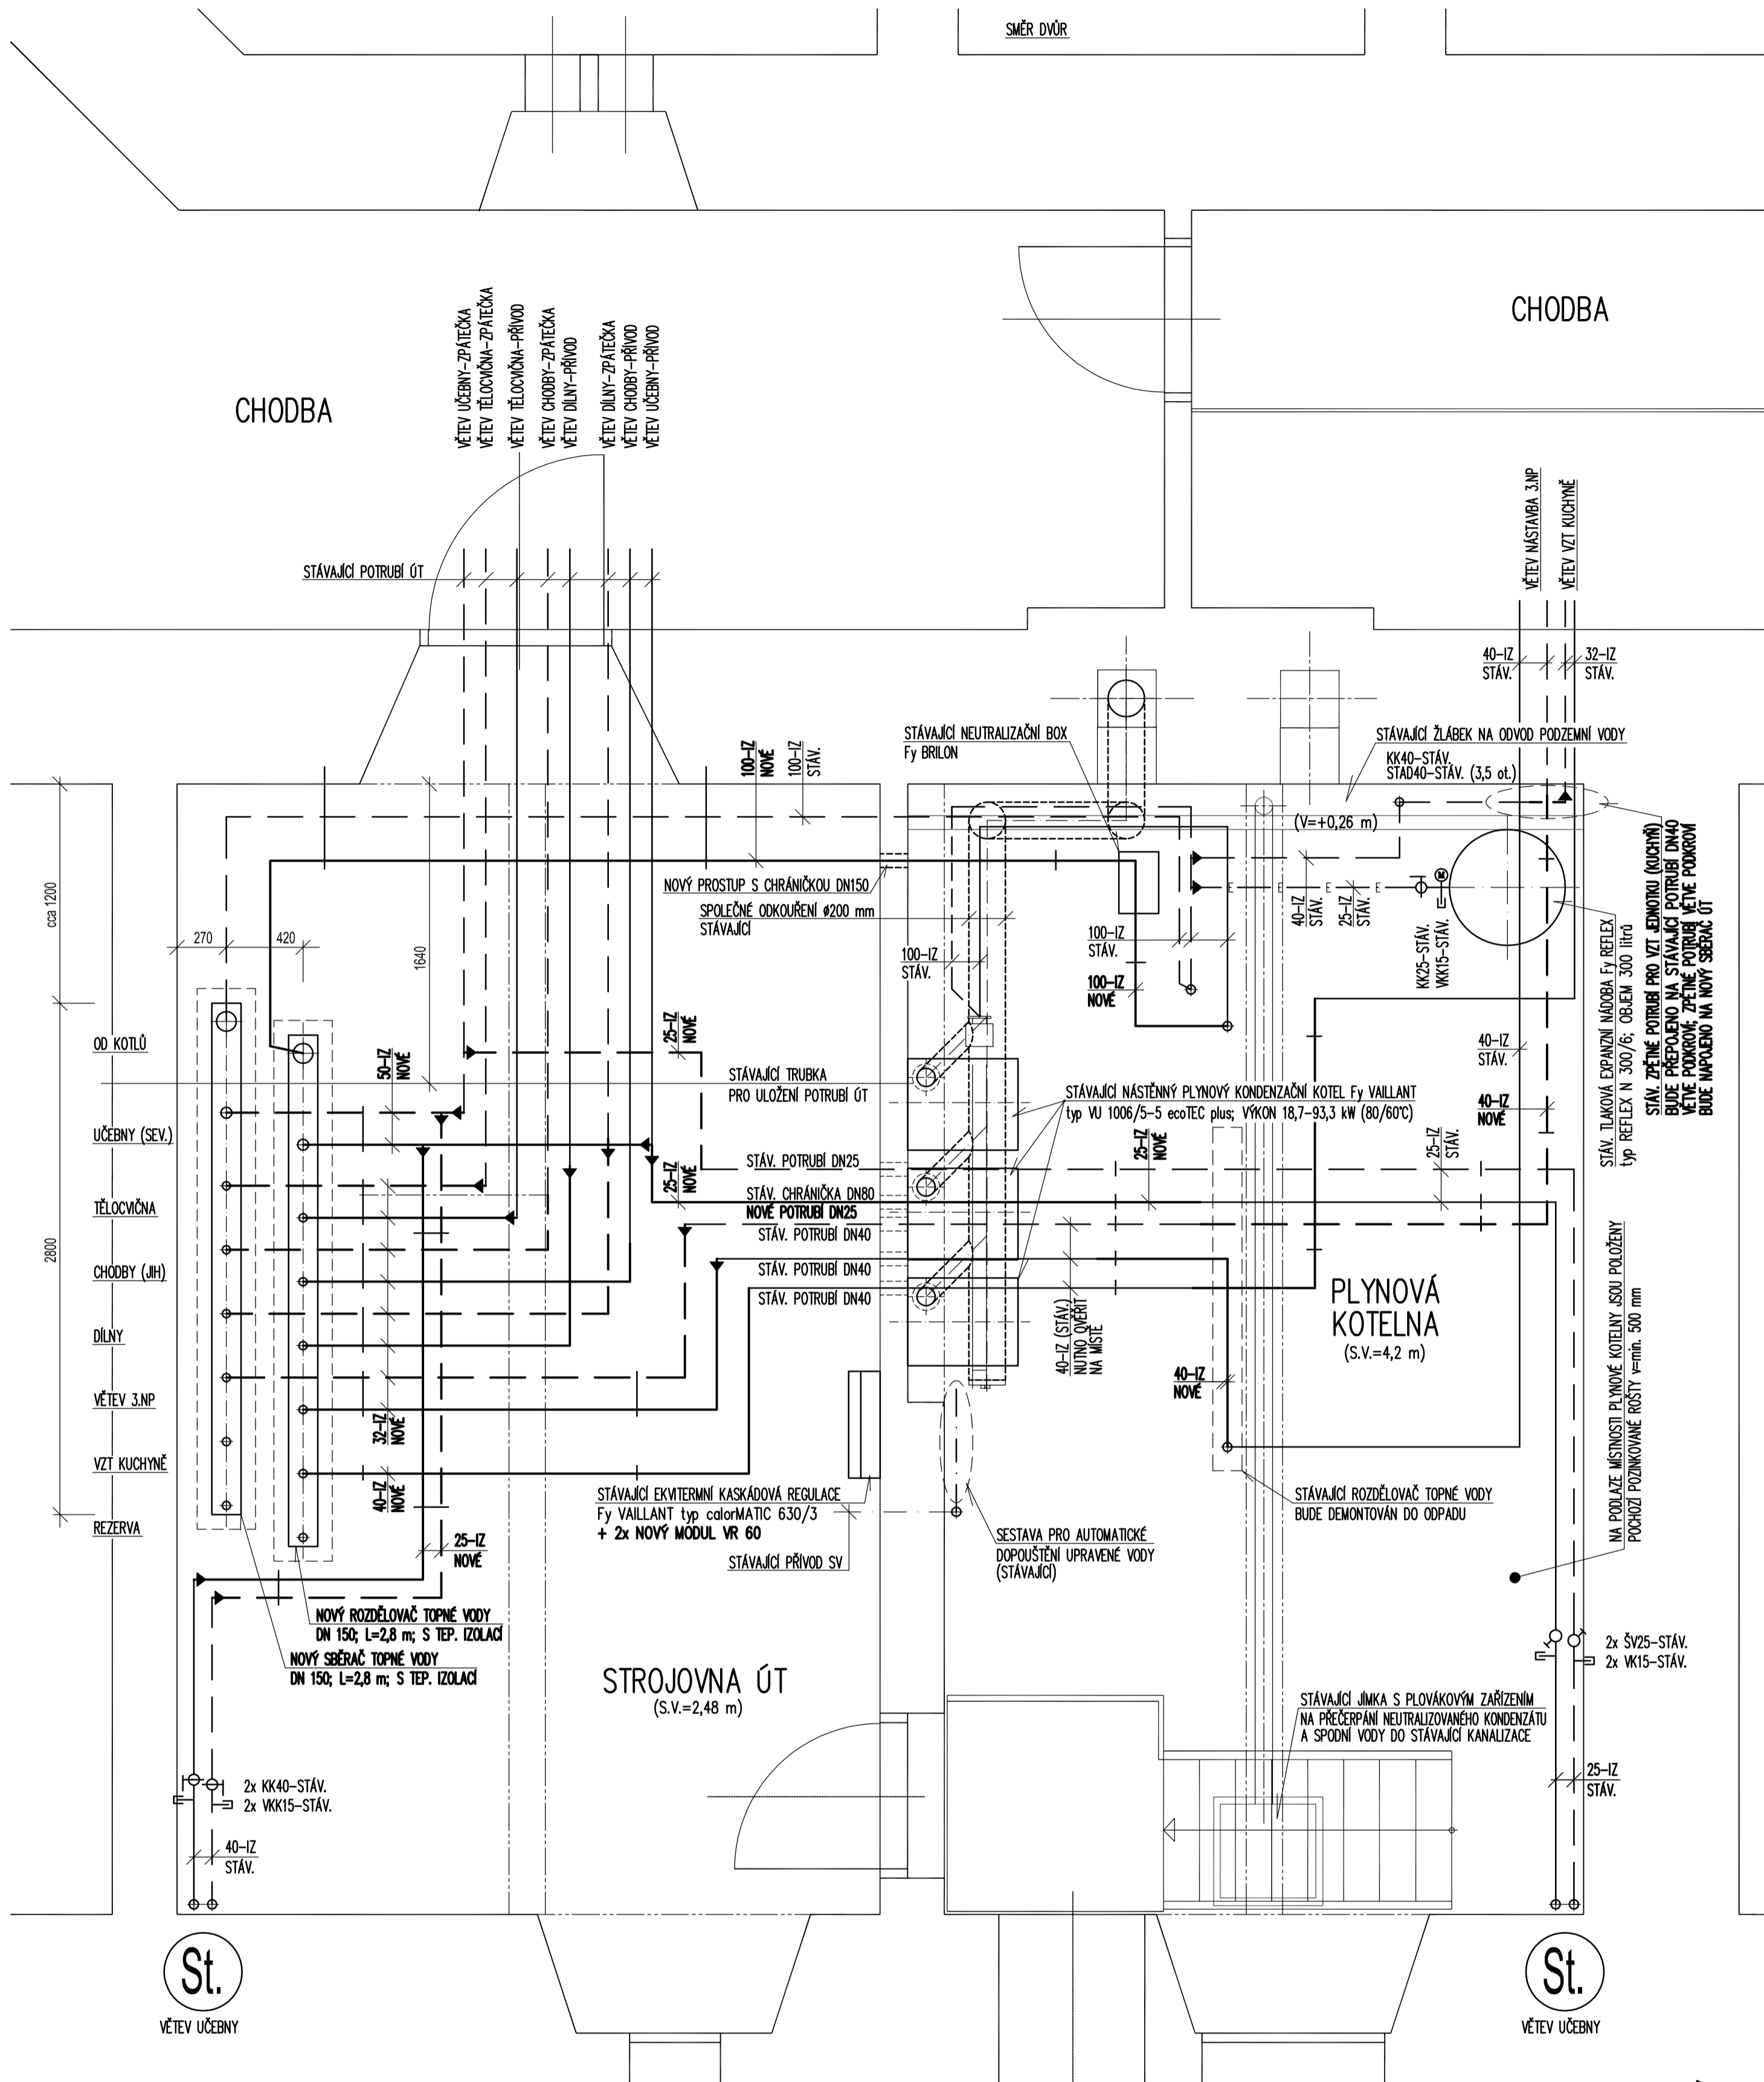 SMĚR DVŮR
CHODBA
CHODBA
VĚTEV UČEBNY-ZPÁTEČKA
VĚTEV TĚLOCVIČNA-ZPÁTEČKA
VĚTEV TĚLOCVIČNA-PŘÍVOD
VĚTEV CHODBY-ZPÁTEČKA
VĚTEV DÍLNY-PŘÍVOD
VĚTEV DÍLNY-ZPÁTEČKA
VĚTEV CHODBY-PŘÍVOD
VĚTEV UČEBNY-PŘÍVOD
VĚTEV NÁSTAVBA 3.NP
VĚTEV VZT KUCHYNĚ
STÁVAJÍCÍ POTRUBÍ ÚT
40-IZ
STÁV.
32-IZ
STÁV.
100-IZ
NOVÉ
100-IZ
STÁV.
STÁVAJÍCÍ NEUTRALIZAČNÍ BOX
Fy BRILON
STÁVAJÍCÍ ŽLÁBEK NA ODVOD PODZEMNÍ VODY
KK40-STÁV.
STAD40-STÁV. (3,5 ot.)
(V=+0,26 m)
NOVÝ PROSTUP S CHRÁNIČKOU DN150
SPOLEČNÉ ODKOUŘENÍ ø200 mm
STÁVAJÍCÍ
cca 1200
270
420
1640
2800
100-IZ
STÁV.
100-IZ
STÁV.
100-IZ
NOVÉ
E
E
E
E
40-IZ
STÁV.
25-IZ
STÁV.
M
KK25-STÁV.
VKK15-STÁV.
STÁV. TLAKOVÁ EXPANZNÍ NÁDOBA Fy REFLEX
typ REFLEX N 300/6; OBJEM 300 litrů
STÁV. ZPĚTNÉ POTRUBÍ PRO VZT JEDNOTKU (KUCHYŇ)
BUDE PŘEPOJENO NA STÁVAJÍCÍ POTRUBÍ DN40
VĚTVE PODKROVÍ; ZPĚTNÉ POTRUBÍ VĚTVE PODKROVÍ
BUDE NAPOJENO NA NOVÝ SBĚRAČ ÚT
OD KOTLŮ
UČEBNY (SEV.)
TĚLOCVIČNA
CHODBY (JIH)
DÍLNY
VĚTEV 3.NP
VZT KUCHYNĚ
REZERVA
50-IZ
NOVÉ
25-IZ
NOVÉ
STÁVAJÍCÍ TRUBKA
PRO ULOŽENÍ POTRUBÍ ÚT
STÁVAJÍCÍ NÁSTĚNNÝ PLYNOVÝ KONDENZAČNÍ KOTEL Fy VAILLANT
typ VU 1006/5-5 ecoTEC plus; VÝKON 18,7-93,3 kW (80/60°C)
40-IZ
STÁV.
40-IZ
NOVÉ
25-IZ
NOVÉ
25-IZ
STÁV.
25-IZ
NOVÉ
STÁV. POTRUBÍ DN25
STÁV. CHRÁNIČKA DN80
NOVÉ POTRUBÍ DN25
STÁV. POTRUBÍ DN40
STÁV. POTRUBÍ DN40
STÁV. POTRUBÍ DN40
40-IZ (STÁV.)
NUTNO OVĚŘIT
NA MÍSTĚ
PLYNOVÁ
KOTELNA
(S.V.=4,2 m)
40-IZ
NOVÉ
32-IZ
NOVÉ
40-IZ
NOVÉ
25-IZ
NOVÉ
NA PODLAZE MÍSTNOSTI PLYNOVÉ KOTELNY JSOU POLOŽENY
POCHOZÍ POZINKOVANÉ ROŠTY v=min. 500 mm
STÁVAJÍCÍ EKVITERMNÍ KASKÁDOVÁ REGULACE
Fy VAILLANT typ calorMATIC 630/3
+ 2x NOVÝ MODUL VR 60
STÁVAJÍCÍ PŘÍVOD SV
SESTAVA PRO AUTOMATICKÉ
DOPOUŠTĚNÍ UPRAVENÉ VODY
(STÁVAJÍCÍ)
STÁVAJÍCÍ ROZDĚLOVAČ TOPNÉ VODY
BUDE DEMONTOVÁN DO ODPADU
NOVÝ ROZDĚLOVAČ TOPNÉ VODY
DN 150; L=2,8 m; S TEP. IZOLACÍ
NOVÝ SBĚRAČ TOPNÉ VODY
DN 150; L=2,8 m; S TEP. IZOLACÍ
STROJOVNA ÚT
(S.V.=2,48 m)
2x ŠV25-STÁV.
2x VK15-STÁV.
STÁVAJÍCÍ JÍMKA S PLOVÁKOVÝM ZAŘÍZENÍM
NA PŘEČERPÁNÍ NEUTRALIZOVANÉHO KONDENZÁTU
A SPODNÍ VODY DO STÁVAJÍCÍ KANALIZACE
2x KK40-STÁV.
2x VKK15-STÁV.
25-IZ
STÁV.
40-IZ
STÁV.
St.
VĚTEV UČEBNY
St.
VĚTEV UČEBNY